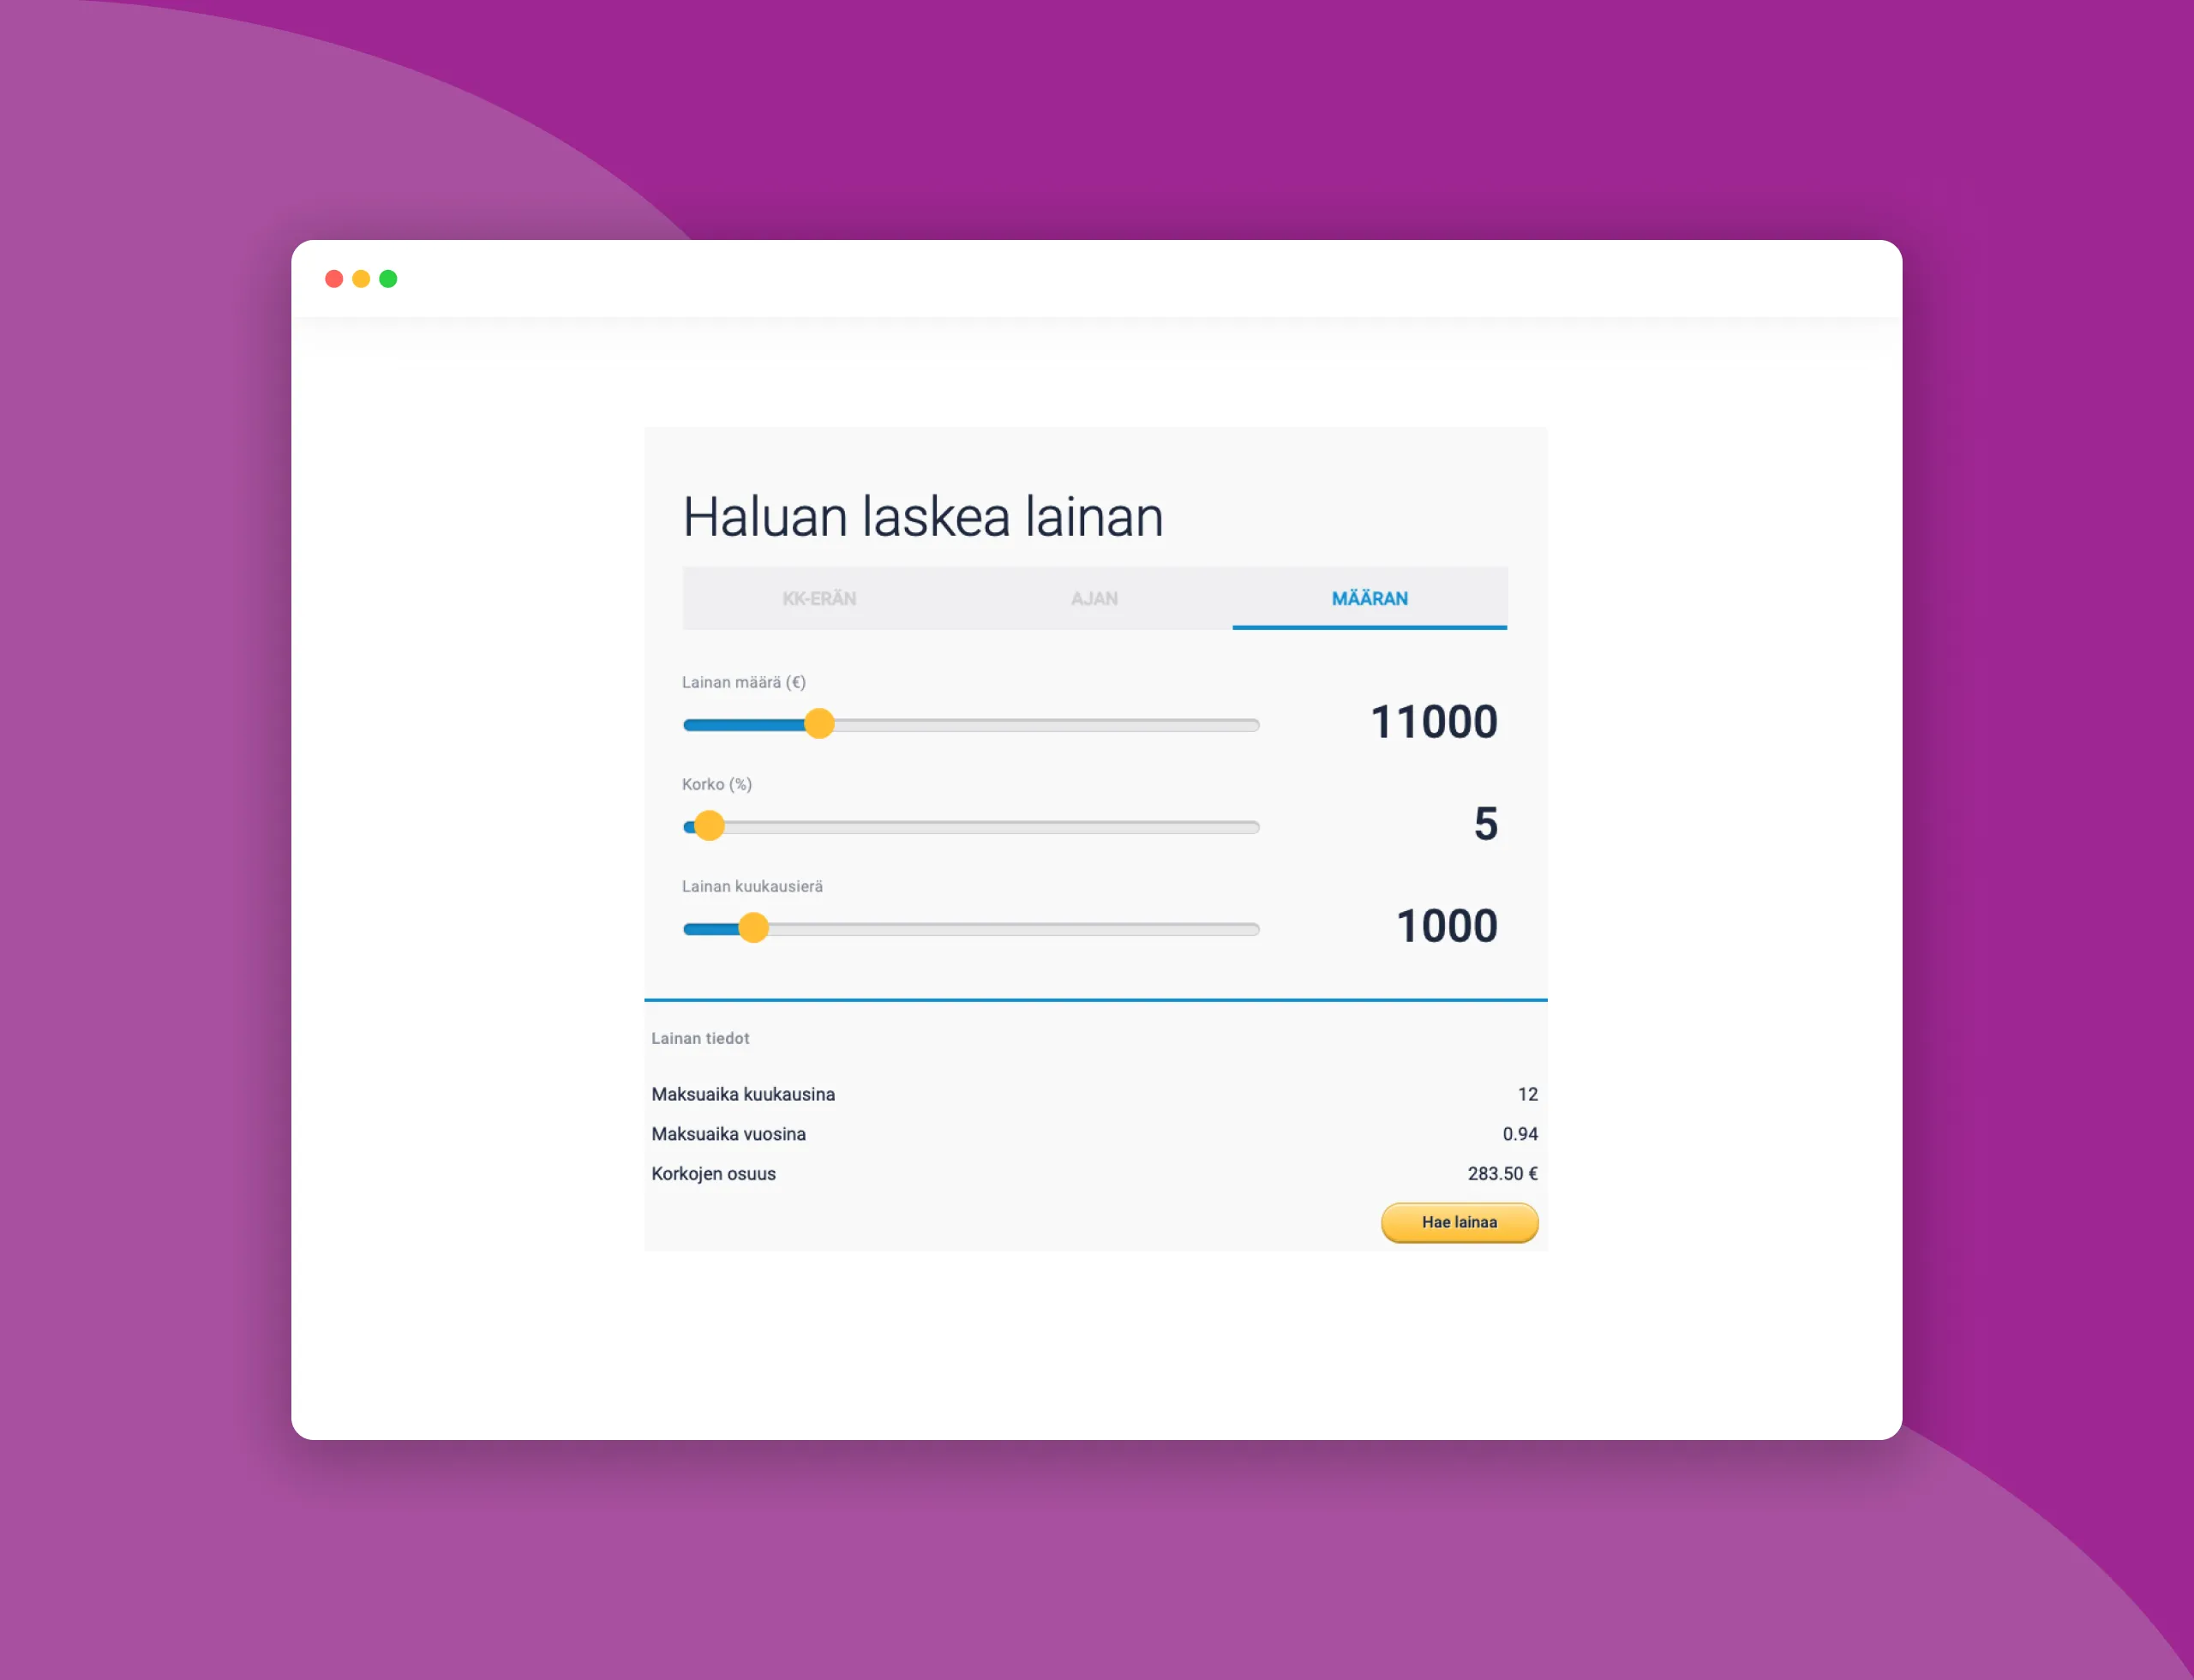 Haluan laskea lainan
KK-ERÄN AJAN MÄÄRAN
Lainan määrä (€)
11000
Korko (%)
5
Lainan kuukausierä
1000
Lainan tiedot
Maksuaika kuukausina 12
Maksuaika vuosina 0.94
Korkojen osuus 283.50 €
Hae lainaa